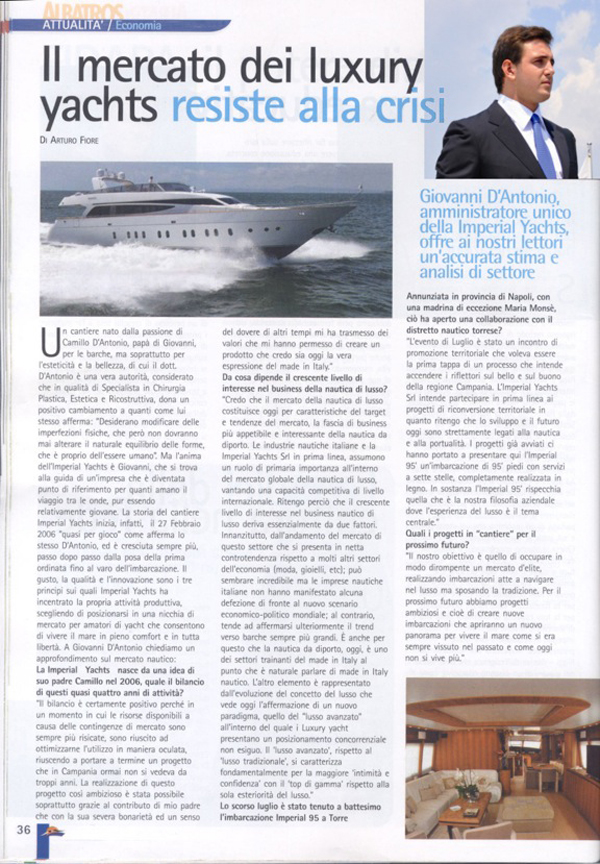 ALBATROS
ATTUALITA' / Economia
Il mercato dei luxury
yachts resiste alla crisi
DI ARTURO FIORE
Giovanni D'Antonio,
amministratore unico
della Imperial Yachts,
offre ai nostri lettori
un'accurata stima e
analisi di settore
Un cantiere nato dalla passione di
Camillo D'Antonio, papà di Giovanni,
per le barche, ma soprattutto per
l'esteticità e la bellezza, di cui il dott.
D'Antonio è una vera autorità, considerato
che in qualità di Specialista in Chirurgia
Plastica, Estetica e Ricostruttiva, dona un
positivo cambiamento a quanti come lui
stesso afferma: "Desiderano modificare delle
imperfezioni fisiche, che però non dovranno
mai alterare il naturale equilibrio delle forme,
che è proprio dell'essere umano". Ma l'anima
dell'Imperial Yachts è Giovanni, che si trova
alla guida di un'impresa che è diventata
punto di riferimento per quanti amano il
viaggio tra le onde, pur essendo
relativamente giovane. La storia del cantiere
Imperial Yachts inizia, infatti, il 27 Febbraio
2006 "quasi per gioco" come afferma lo
stesso D'Antonio, ed è cresciuta sempre più,
passo dopo passo dalla posa della prima
ordinata fino al varo dell'imbarcazione. Il
gusto, la qualità e l'innovazione sono i tre
principi sui quali Imperial Yachts ha
incentrato la propria attività produttiva,
scegliendo di posizionarsi in una nicchia di
mercato per amatori di yacht che consentono
di vivere il mare in pieno comfort e in tutta
libertà. A Giovanni D'Antonio chiediamo un
approfondimento sul mercato nautico:
La Imperial Yachts nasce da una idea di
suo padre Camillo nel 2006, quale il bilancio
di questi quasi quattro anni di attività?
"Il bilancio è certamente positivo perché in
un momento in cui le risorse disponibili a
causa delle contingenze di mercato sono
sempre più risicate, sono riuscito ad
ottimizzarne l'utilizzo in maniera oculata,
riuscendo a portare a termine un progetto
che in Campania ormai non si vedeva da
troppi anni. La realizzazione di questo
progetto così ambizioso è stata possibile
soprattutto grazie al contributo di mio padre
che con la sua severa bonarietà ed un senso
del dovere di altri tempi mi ha trasmesso dei
valori che mi hanno permesso di creare un
prodotto che credo sia oggi la vera
espressione del made in Italy."
Da cosa dipende il crescente livello di
interesse nel business della nautica di lusso?
"Credo che il mercato della nautica di lusso
costituisce oggi per caratteristiche del target
e tendenze del mercato, la fascia di business
più appetibile e interessante della nautica da
diporto. Le industrie nautiche italiane e la
Imperial Yachts Srl in prima linea, assumono
un ruolo di primaria importanza all'interno
del mercato globale della nautica di lusso,
vantando una capacità competitiva di livello
internazionale. Ritengo perciò che il crescente
livello di interesse nel business nautico di
lusso deriva essenzialmente da due fattori.
Innanzitutto, dall'andamento del mercato di
questo settore che si presenta in netta
controtendenza rispetto a molti altri settori
dell'economia (moda, gioielli, etc); può
sembrare incredibile ma le imprese nautiche
italiane non hanno manifestato alcuna
defezione di fronte al nuovo scenario
economico-politico mondiale; al contrario,
tende ad affermarsi ulteriormente il trend
verso barche sempre più grandi. È anche per
questo che la nautica da diporto, oggi, è uno
dei settori trainanti del made in Italy al
punto che è naturale parlare di made in Italy
nautico. L'altro elemento è rappresentato
dall'evoluzione del concetto del lusso che
vede oggi l'affermazione di un nuovo
paradigma, quello del "lusso avanzato"
all'interno del quale i Luxury yacht
presentano un posizionamento concorrenziale
non esiguo. Il 'lusso avanzato', rispetto al
'lusso tradizionale', si caratterizza
fondamentalmente per la maggiore 'intimità e
confidenza' con il 'top di gamma' rispetto alla
sola esteriorità del lusso."
Lo scorso luglio è stato tenuto a battesimo
l'imbarcazione Imperial 95 a Torre
Annunziata in provincia di Napoli, con
una madrina di eccezione Maria Monsè,
ciò ha aperto una collaborazione con il
distretto nautico torrese?
"L'evento di Luglio è stato un incontro di
promozione territoriale che voleva essere
la prima tappa di un processo che intende
accendere i riflettori sul bello e sul buono
della regione Campania. L'Imperial Yachts
Srl intende partecipare in prima linea ai
progetti di riconversione territoriale in
quanto ritengo che lo sviluppo e il futuro
oggi sono strettamente legati alla nautica
e alla portualità. I progetti già avviati ci
hanno portato a presentare qui l'Imperial
95' un'imbarcazione di 95' piedi con servizi
a sette stelle, completamente realizzata in
legno. In sostanza l'Imperial 95' rispecchia
quella che è la nostra filosofia aziendale
dove l'esperienza del lusso è il tema
centrale."
Quali i progetti in "cantiere" per il
prossimo futuro?
"Il nostro obiettivo è quello di occupare in
modo dirompente un mercato d'elite,
realizzando imbarcazioni atte a navigare
nel lusso ma sposando la tradizione. Per il
prossimo futuro abbiamo progetti
ambiziosi e cioè di creare nuove
imbarcazioni che apriranno un nuovo
panorama per vivere il mare come si era
sempre vissuto nel passato e come oggi
non si vive più."
36